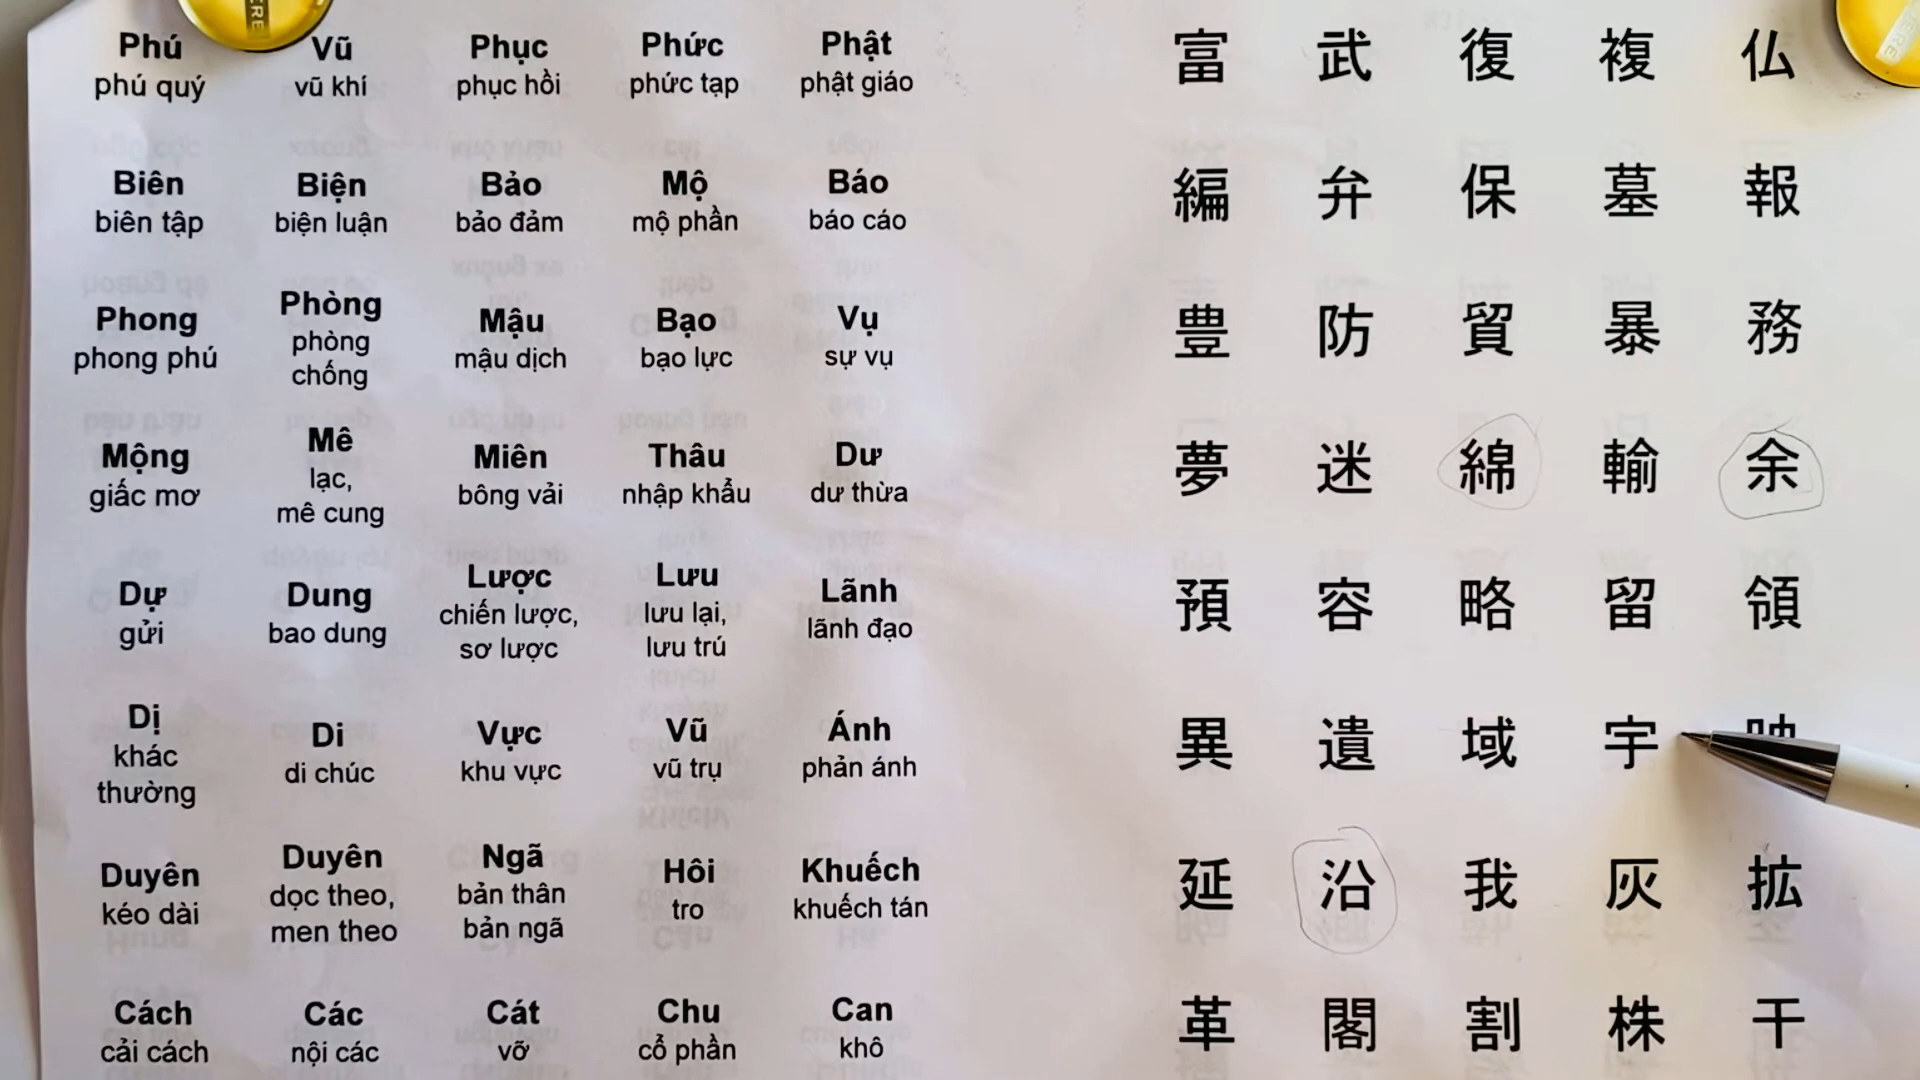 Phú Vũ Phục Phức Phật
phú quý vũ khí phục hồi phức tạp phật giáo
富 武 復 複 仏
Biên Biện Bảo Mộ Báo
biên tập biện luận bảo đảm mộ phần báo cáo
編 弁 保 墓 報
Phong Phòng Mậu Bạo Vụ
phong phú phòng chống mậu dịch bạo lực sự vụ
豊 防 貿 暴 務
Mộng Mê Miên Thâu Dư
giấc mơ lạc, mê cung bông vải nhập khẩu dư thừa
夢 迷 綿 輸 余
Dự Dung Lược Lưu Lãnh
gửi bao dung chiến lược, sơ lược lưu lại, lưu trú lãnh đạo
預 容 略 留 領
Dị Di Vực Vũ Ánh
khác thường di chúc khu vực vũ trụ phản ánh
異 遺 域 宇
Duyên Duyên Ngã Hôi Khuếch
kéo dài dọc theo, men theo bản thân bản ngã tro khuếch tán
延 沿 我 灰 拡
Cách Các Cát Chu Can
cải cách nội các vỡ cổ phần khô
革 閣 割 株 干